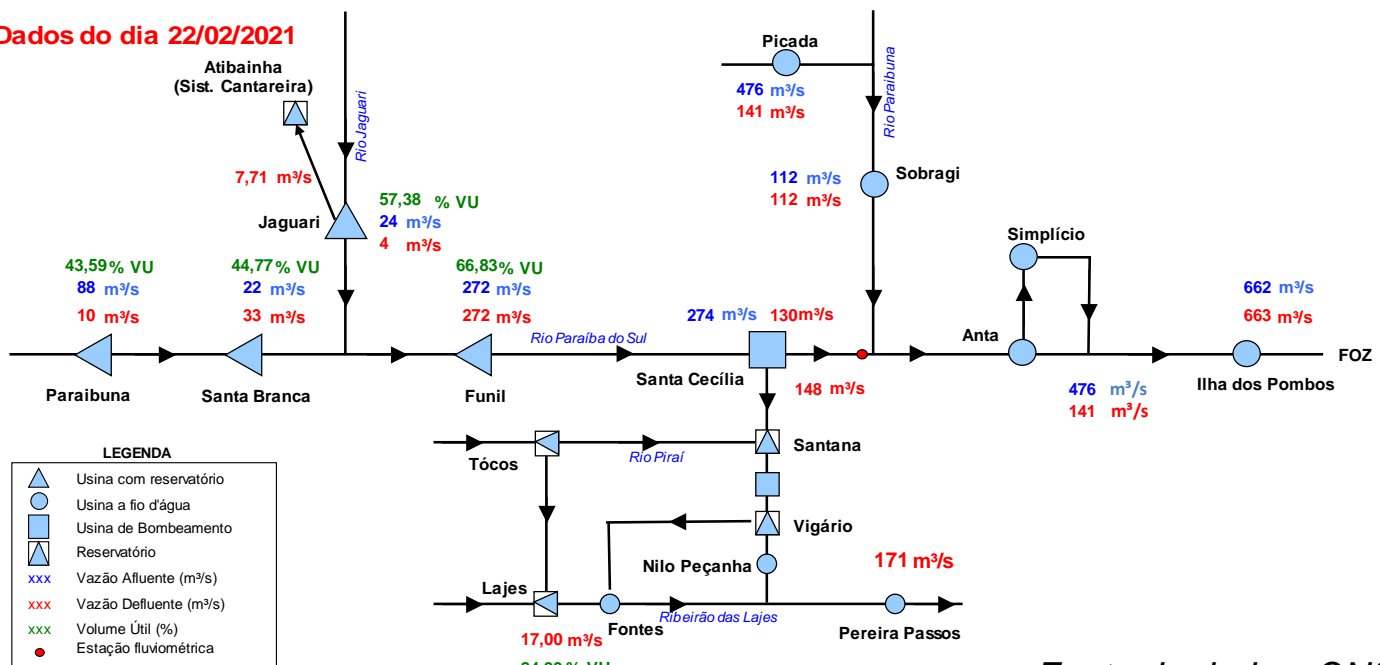 Dados do dia 22/02/2021
Atibainha
(Sist. Cantareira)
Rio Jaguari
7,71 m³/s
Jaguari
57,38 % VU
24 m³/s
4 m³/s
Picada
476 m³/s
141 m³/s
Rio Paraibuna
112 m³/s
112 m³/s
Sobragi
43,59% VU
88 m³/s
10 m³/s
Paraibuna
44,77% VU
22 m³/s
33 m³/s
Santa Branca
66,83% VU
272 m³/s
272 m³/s
Funil
Rio Paraíba do Sul
274 m³/s 130m³/s
Santa Cecília
148 m³/s
Simplício
Anta
476 m³/s
141 m³/s
662 m³/s
663 m³/s
Ilha dos Pombos
FOZ
Tócos
Rio Piraí
Santana
Vigário
Nilo Peçanha
171 m³/s
Lajes
Fontes
Ribeirão das Lajes
Pereira Passos
17,00 m³/s
% VU
LEGENDA
Usina com reservatório
Usina a fio d'água
Usina de Bombeamento
Reservatório
xxx Vazão Afluente (m³/s)
xxx Vazão Defluente (m³/s)
xxx Volume Útil (%)
Estação fluviométrica